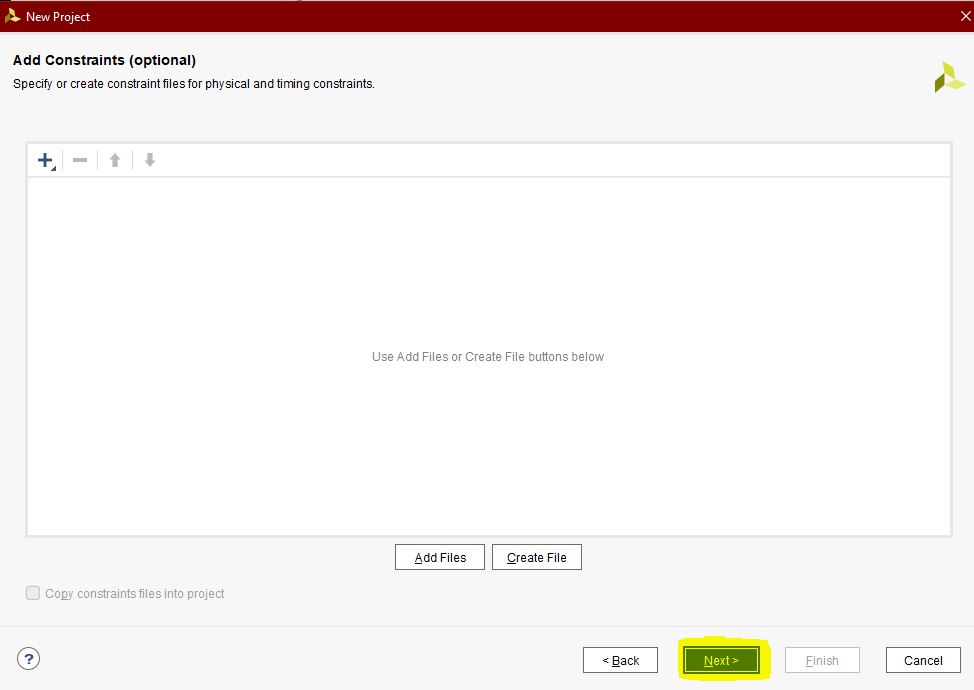 New Project
Add Constraints (optional)
Specify or create constraint files for physical and timing constraints.
Use Add Files or Create File buttons below
Add Files
Create File
Copy constraints files into project
?
< Back
Next >
Finish
Cancel